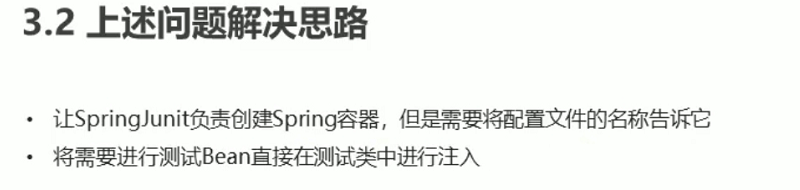 3.2 上述问题解决思路
• 让SpringJunit负责创建Spring容器，但是需要将配置文件的名称告诉它
• 将需要进行测试Bean直接在测试类中进行注入